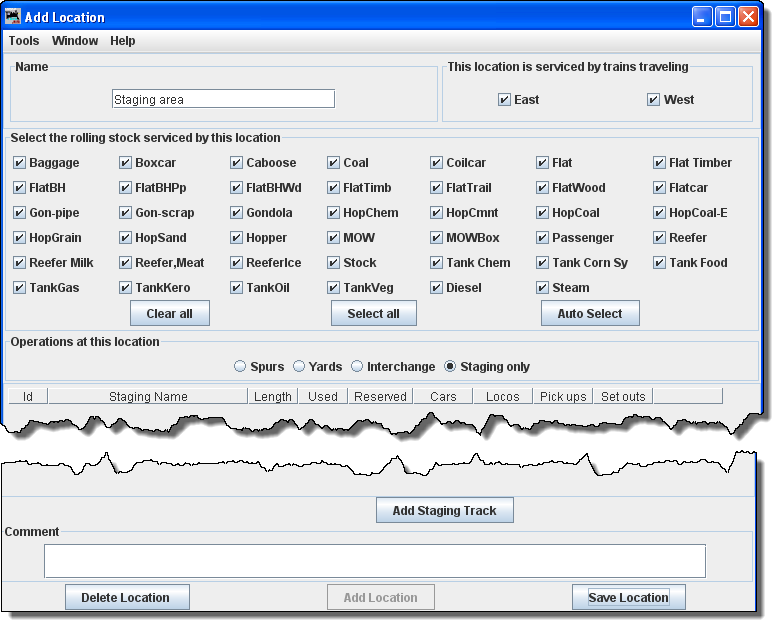 Add Location
Tools Window Help
Name This location is serviced by trains traveling
Staging area East West
Select the rolling stock serviced by this location
Baggage Boxcar Caboose Coal Coilcar Flat Flat Timber
FlatBH FlatBHPp FlatBHWd FlatTimb FlatTrail FlatWood Flatcar
Gon-pipe Gon-scrap Gondola HopChem HopCmnt HopCoal HopCoal-E
HopGrain HopSand Hopper MOW MOWBox Passenger Reefer
Reefer Milk Reefer,Meat ReeferIce Stock Tank Chem Tank Corn Sy Tank Food
TankGas TankKero TankOil TankVeg Diesel Steam
Clear all Select all Auto Select
Operations at this location
Spurs Yards Interchange Staging only
Id Staging Name Length Used Reserved Cars Locos Pick ups Set outs
Add Staging Track
Comment
Delete Location Add Location Save Location